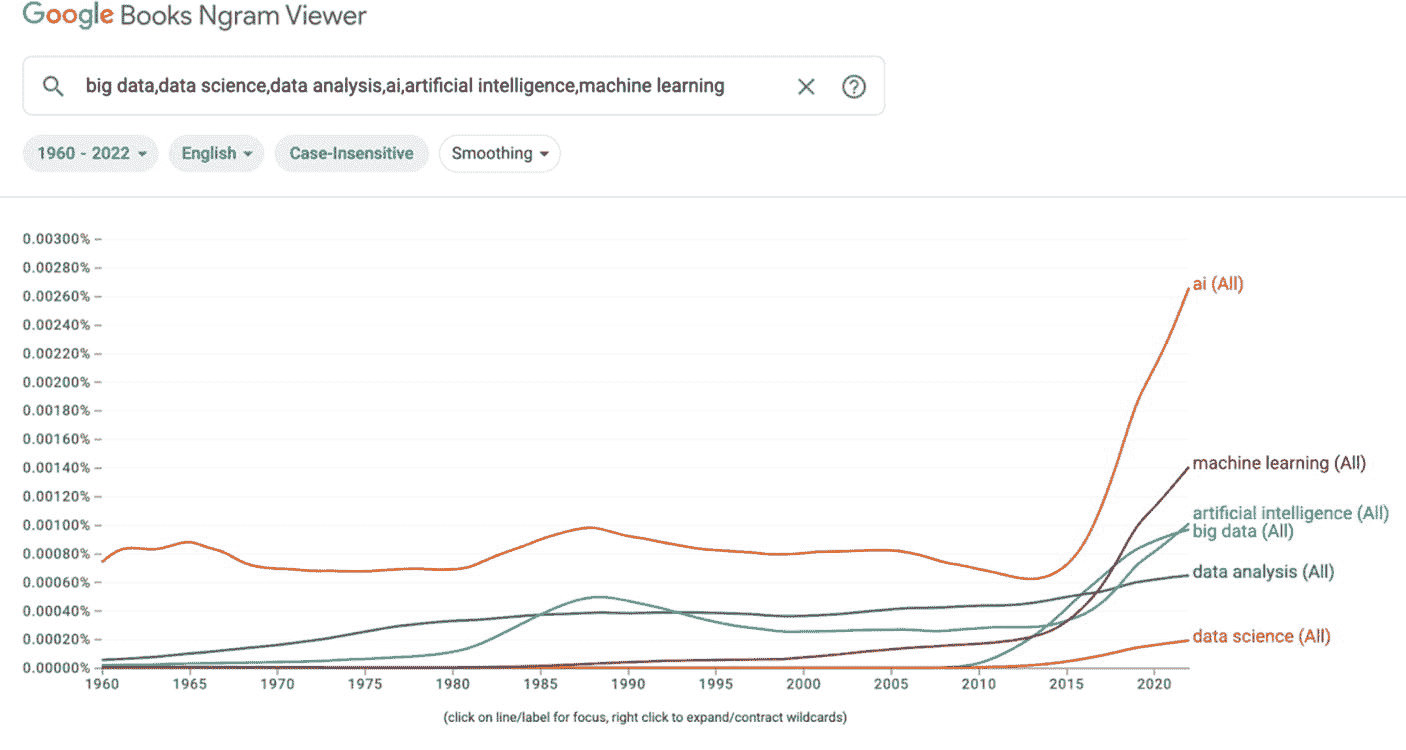 Google Books Ngram Viewer
big data,data science,data analysis,ai,artificial intelligence,machine learning
1960 - 2022 English Case-Insensitive Smoothing
0.00300%
0.00280%
0.00260%
ai (All)
0.00240%
0.00220%
0.00200%
0.00180%
0.00160%
0.00140%
machine learning (All)
0.00120%
artificial intelligence (All)
0.00100%
big data (All)
0.00080%
data analysis (All)
0.00060%
0.00040%
data science (All)
0.00020%
0.00000%
1960 1965 1970 1975 1980 1985 1990 1995 2000 2005 2010 2015 2020
(click on line/label for focus, right click to expand/contract wildcards)